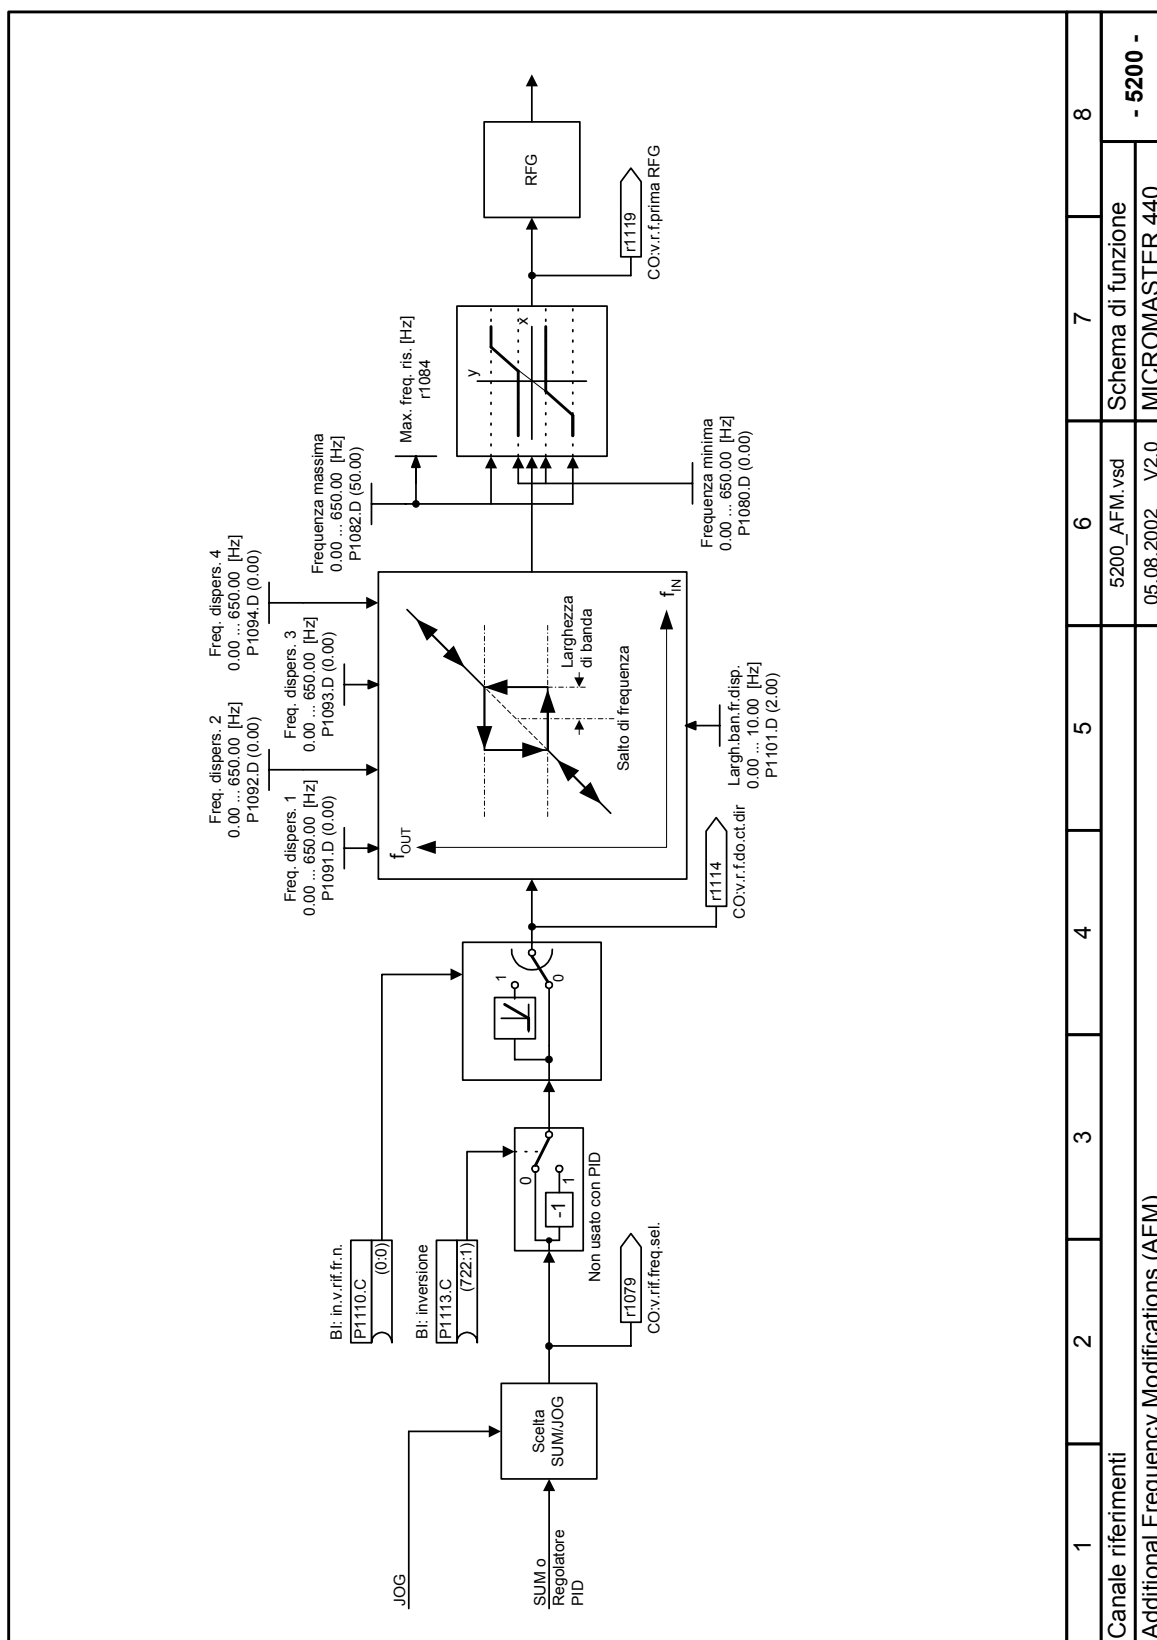 JOG
SUM o
Regolatore
PID
Scelta
SUM/JOG
r1079
CO:v.rif.freq.sel.
BI: in.v.rif.fr.n.
P1110.C
(0:0)
BI: inversione
P1113.C
(722:1)
0
1
-1
Non usato con PID
1
0
r1114
CO:v.r.f.do.ct.dir
Freq. dispers. 1
0.00 ... 650.00 [Hz]
P1091.D (0.00)
Freq. dispers. 2
0.00 ... 650.00 [Hz]
P1092.D (0.00)
Freq. dispers. 3
0.00 ... 650.00 [Hz]
P1093.D (0.00)
Freq. dispers. 4
0.00 ... 650.00 [Hz]
P1094.D (0.00)
fOUT
fIN
Salto di frequenza
Larghezza
di banda
Largh.ban.fr.disp.
0.00 ... 10.00 [Hz]
P1101.D (2.00)
Frequenza massima
0.00 ... 650.00 [Hz]
P1082.D (50.00)
Max. freq. ris. [Hz]
r1084
y
x
Frequenza minima
0.00 ... 650.00 [Hz]
P1080.D (0.00)
r1119
CO:v.r.f.prima RFG
RFG
1 2 3 4 5 6 7 8
Canale riferimenti
5200_AFM.vsd
Schema di funzione
- 5200 -
Additional Frequency Modifications (AFM)
05.08.2002 V2.0
MICROMASTER 440